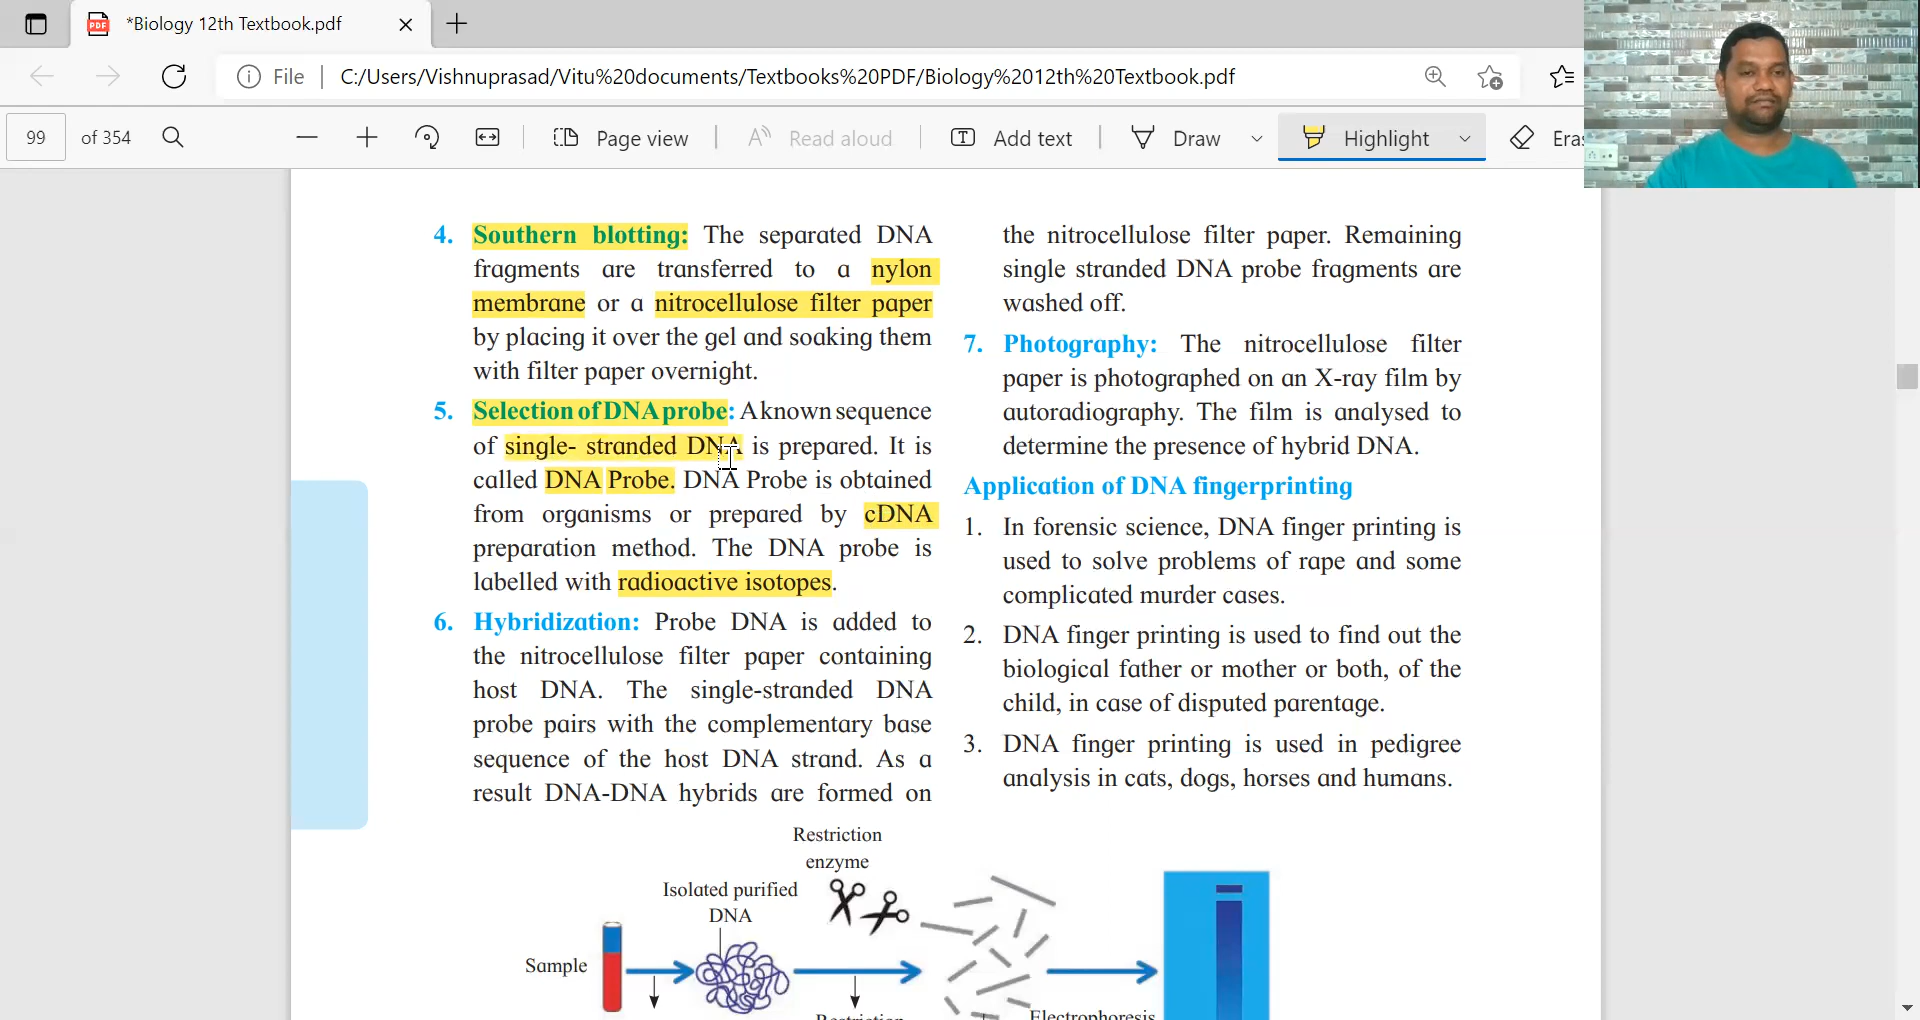 *Biology 12th Textbook.pdf
File
C:/Users/Vishnuprasad/Vitu%20documents/Textbooks%20PDF/Biology%2012th%20Textbook.pdf
99 of 354
Page view
Read aloud
Add text
Draw
Highlight
Eras
4. Southern blotting: The separated DNA
fragments are transferred to a nylon
membrane or a nitrocellulose filter paper
by placing it over the gel and soaking them
with filter paper overnight.
5. Selection of DNA probe: A known sequence
of single- stranded DNA is prepared. It is
called DNA Probe. DNA Probe is obtained
from organisms or prepared by cDNA
preparation method. The DNA probe is
labelled with radioactive isotopes.
6. Hybridization: Probe DNA is added to
the nitrocellulose filter paper containing
host DNA. The single-stranded DNA
probe pairs with the complementary base
sequence of the host DNA strand. As a
result DNA-DNA hybrids are formed on
the nitrocellulose filter paper. Remaining
single stranded DNA probe fragments are
washed off.
7. Photography: The nitrocellulose filter
paper is photographed on an X-ray film by
autoradiography. The film is analysed to
determine the presence of hybrid DNA.
Application of DNA fingerprinting
1. In forensic science, DNA finger printing is
used to solve problems of rape and some
complicated murder cases.
2. DNA finger printing is used to find out the
biological father or mother or both, of the
child, in case of disputed parentage.
3. DNA finger printing is used in pedigree
analysis in cats, dogs, horses and humans.
Restriction
enzyme
Isolated purified
DNA
Sample
Restriction
Electrophoresis